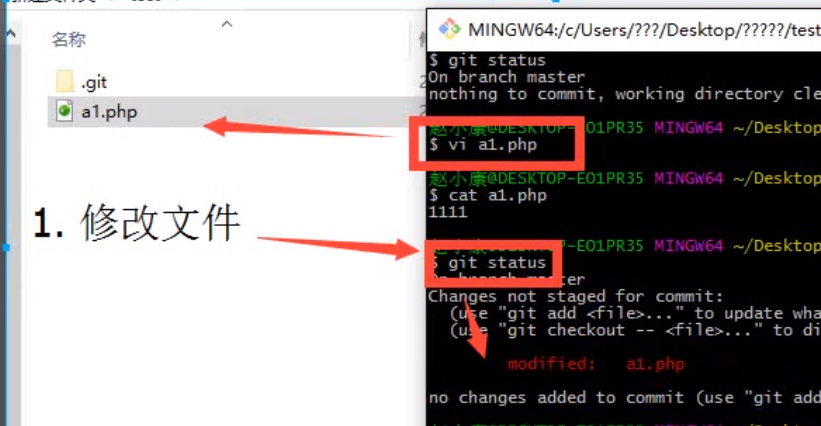 名称
.git
a1.php
1. 修改文件
MINGW64:/c/Users/???/Desktop/?????/test
$ git status
On branch master
nothing to commit, working directory cle
赵小康@DESKTOP-EO1PR35 MINGW64 ~/Desktop
$ vi a1.php
赵小康@DESKTOP-EO1PR35 MINGW64 ~/Desktop
$ cat a1.php
1111
-EO1PR35 MINGW64 ~/Desktop
$ git status
On branch master
Changes not staged for commit:
(use "git add <file>..." to update wha
(use "git checkout -- <file>..." to di
modified: a1.php
no changes added to commit (use "git add